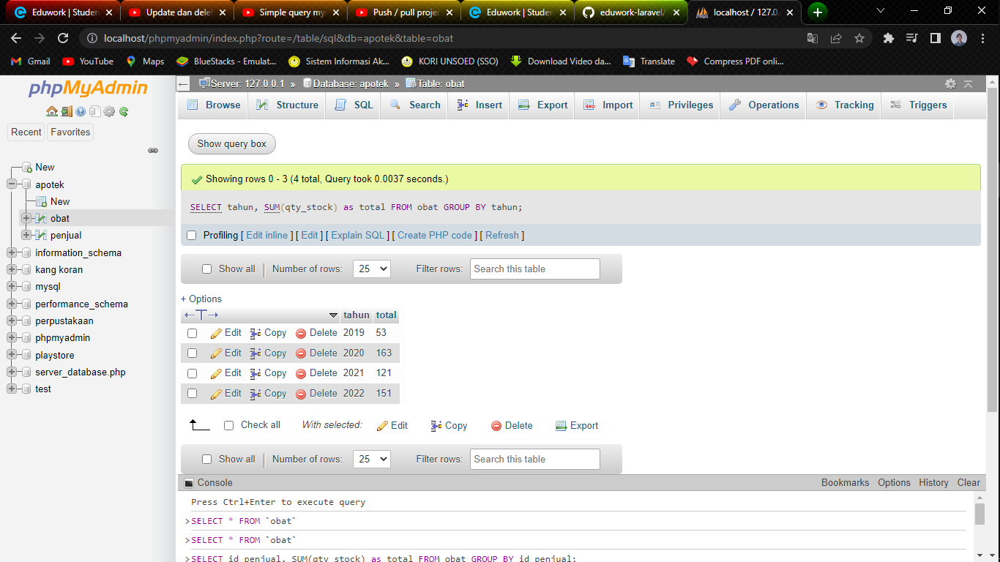 Eduwork | Studen
Update dan delet
Simple query mys
Push / pull projec
Eduwork | Studen
eduwork-laravel/
localhost / 127.0.
localhost/phpmyadmin/index.php?route=/table/sql&db=apotek&table=obat
Gmail
YouTube
Maps
BlueStacks - Emulat...
Sistem Informasi Ak...
KORI UNSOED (SSO)
Download Video da...
Translate
Compress PDF onli...
phpMyAdmin
Recent
Favorites
New
apotek
New
obat
penjual
information_schema
kang koran
mysql
performance_schema
perpustakaan
phpmyadmin
playstore
server_database.php
test
Server: 127.0.0.1 » Database: apotek » Table: obat
Browse
Structure
SQL
Search
Insert
Export
Import
Privileges
Operations
Tracking
Triggers
Show query box
Showing rows 0 - 3 (4 total, Query took 0.0037 seconds.)
SELECT tahun, SUM(qty_stock) as total FROM obat GROUP BY tahun;
Profiling [ Edit inline ] [ Edit ] [ Explain SQL ] [ Create PHP code ] [ Refresh ]
Show all | Number of rows: 25 Filter rows: Search this table
+ Options
tahun total
Edit Copy Delete 2019 53
Edit Copy Delete 2020 163
Edit Copy Delete 2021 121
Edit Copy Delete 2022 151
Check all With selected: Edit Copy Delete Export
Show all | Number of rows: 25 Filter rows: Search this table
Console Bookmarks Options History Clear
Press Ctrl+Enter to execute query
>SELECT * FROM `obat`
>SELECT * FROM `obat`
>SELECT id_penjual, SUM(qty_stock) as total FROM obat GROUP BY id_penjual;